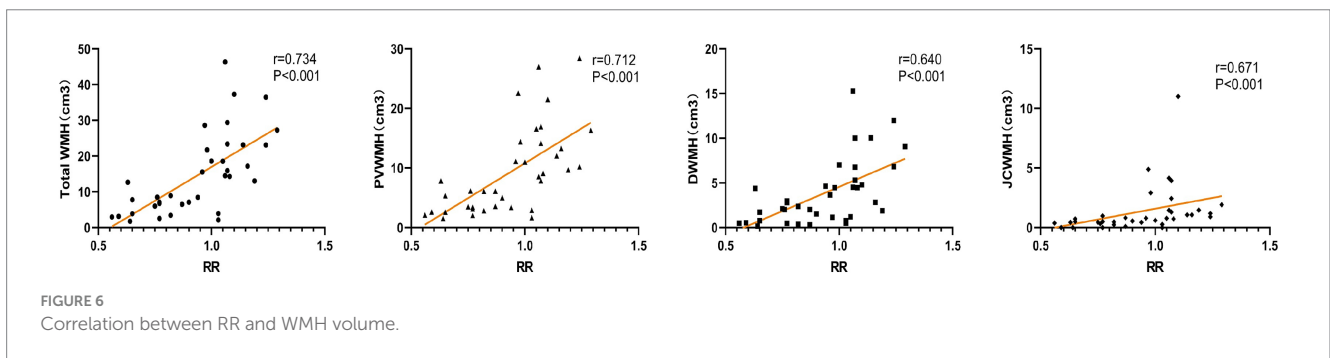 Total WMH(cm3)
50
40
30
20
10
0
0.5
1.0
1.5
RR
r=0.734
P<0.001
PVWMH(cm3)
30
20
10
0
0.5
1.0
1.5
RR
r=0.712
P<0.001
DWMH(cm3)
20
15
10
5
0
0.5
1.0
1.5
RR
r=0.640
P<0.001
JCWMH(cm3)
15
10
5
0
0.5
1.0
1.5
RR
r=0.671
P<0.001
FIGURE 6
Correlation between RR and WMH volume.